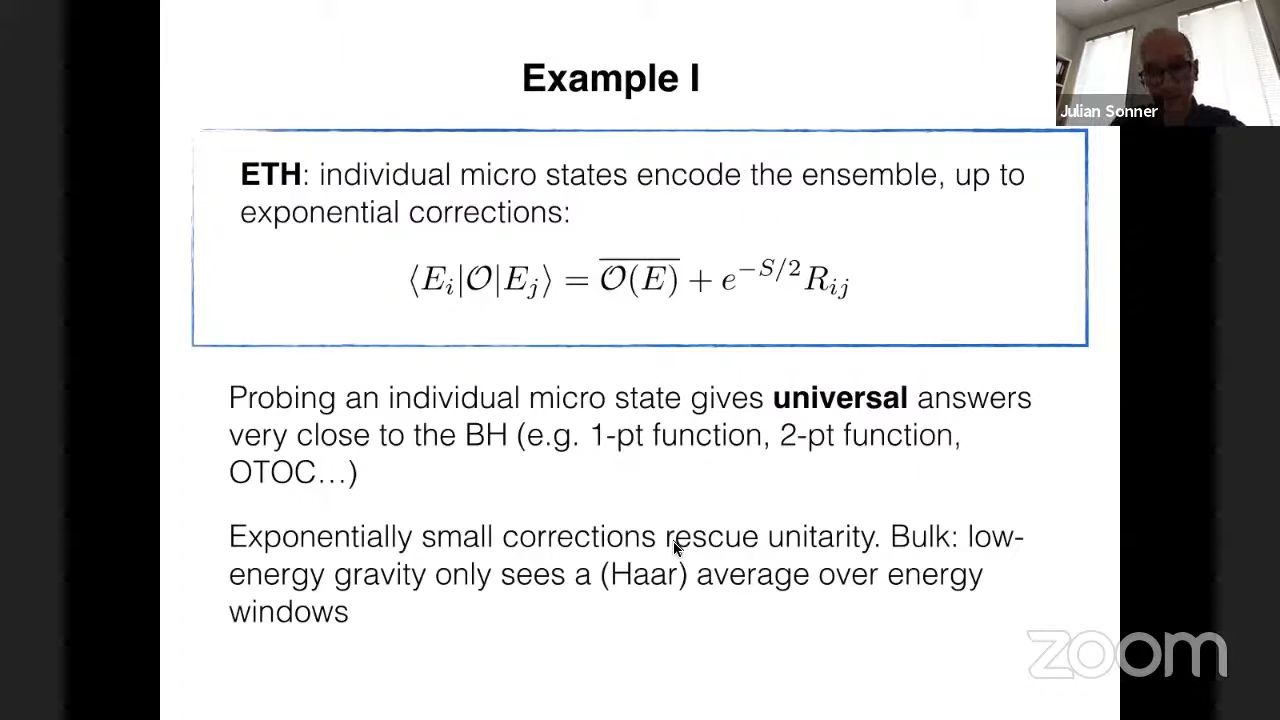 Example I
Julian Sonner
ETH: individual micro states encode the ensemble, up to
exponential corrections:
⟨E_i|𝒪|E_j⟩ = \overline{𝒪(E)} + e^{-S/2} R_{ij}
Probing an individual micro state gives universal answers
very close to the BH (e.g. 1-pt function, 2-pt function,
OTOC…)
Exponentially small corrections rescue unitarity. Bulk: low-
energy gravity only sees a (Haar) average over energy
windows
zoom